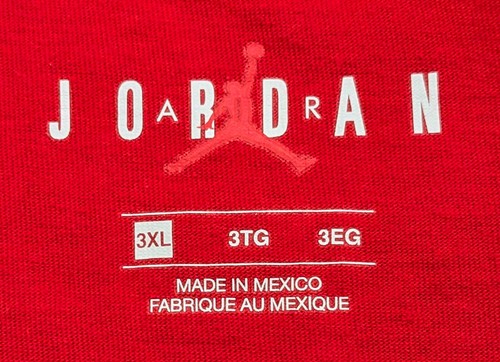 JORDAN
AIR
3XL 3TG 3EG
MADE IN MEXICO
FABRIQUE AU MEXIQUE